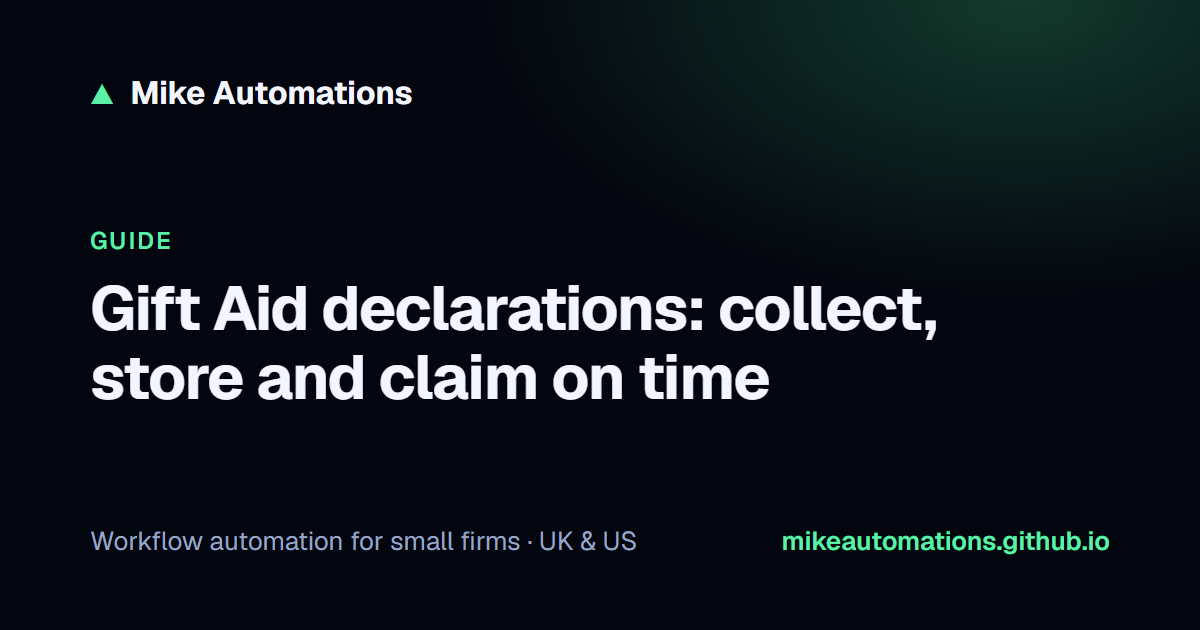 Mike Automations
GUIDE
Gift Aid declarations: collect,
store and claim on time
Workflow automation for small firms · UK & US
mikeautomations.github.io